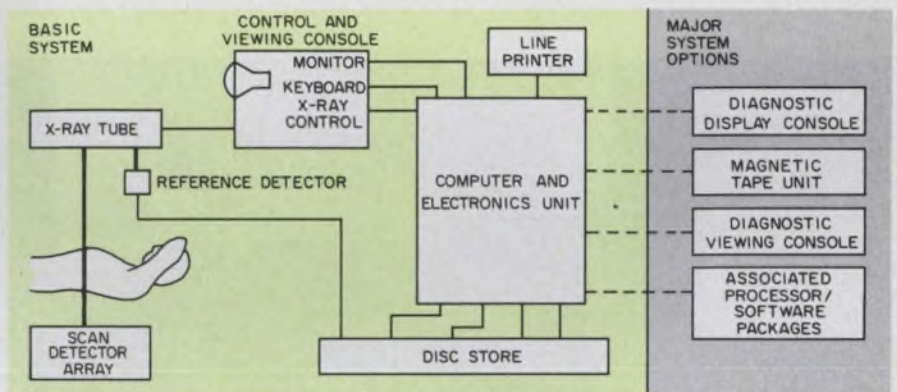 BASIC
SYSTEM
CONTROL AND
VIEWING CONSOLE
MONITOR
KEYBOARD
X-RAY
CONTROL
LINE
PRINTER
X-RAY TUBE
REFERENCE DETECTOR
COMPUTER AND
ELECTRONICS UNIT
SCAN
DETECTOR
ARRAY
DISC STORE
MAJOR
SYSTEM
OPTIONS
DIAGNOSTIC
DISPLAY CONSOLE
MAGNETIC
TAPE UNIT
DIAGNOSTIC
VIEWING CONSOLE
ASSOCIATED
PROCESSOR/
SOFTWARE
PACKAGES